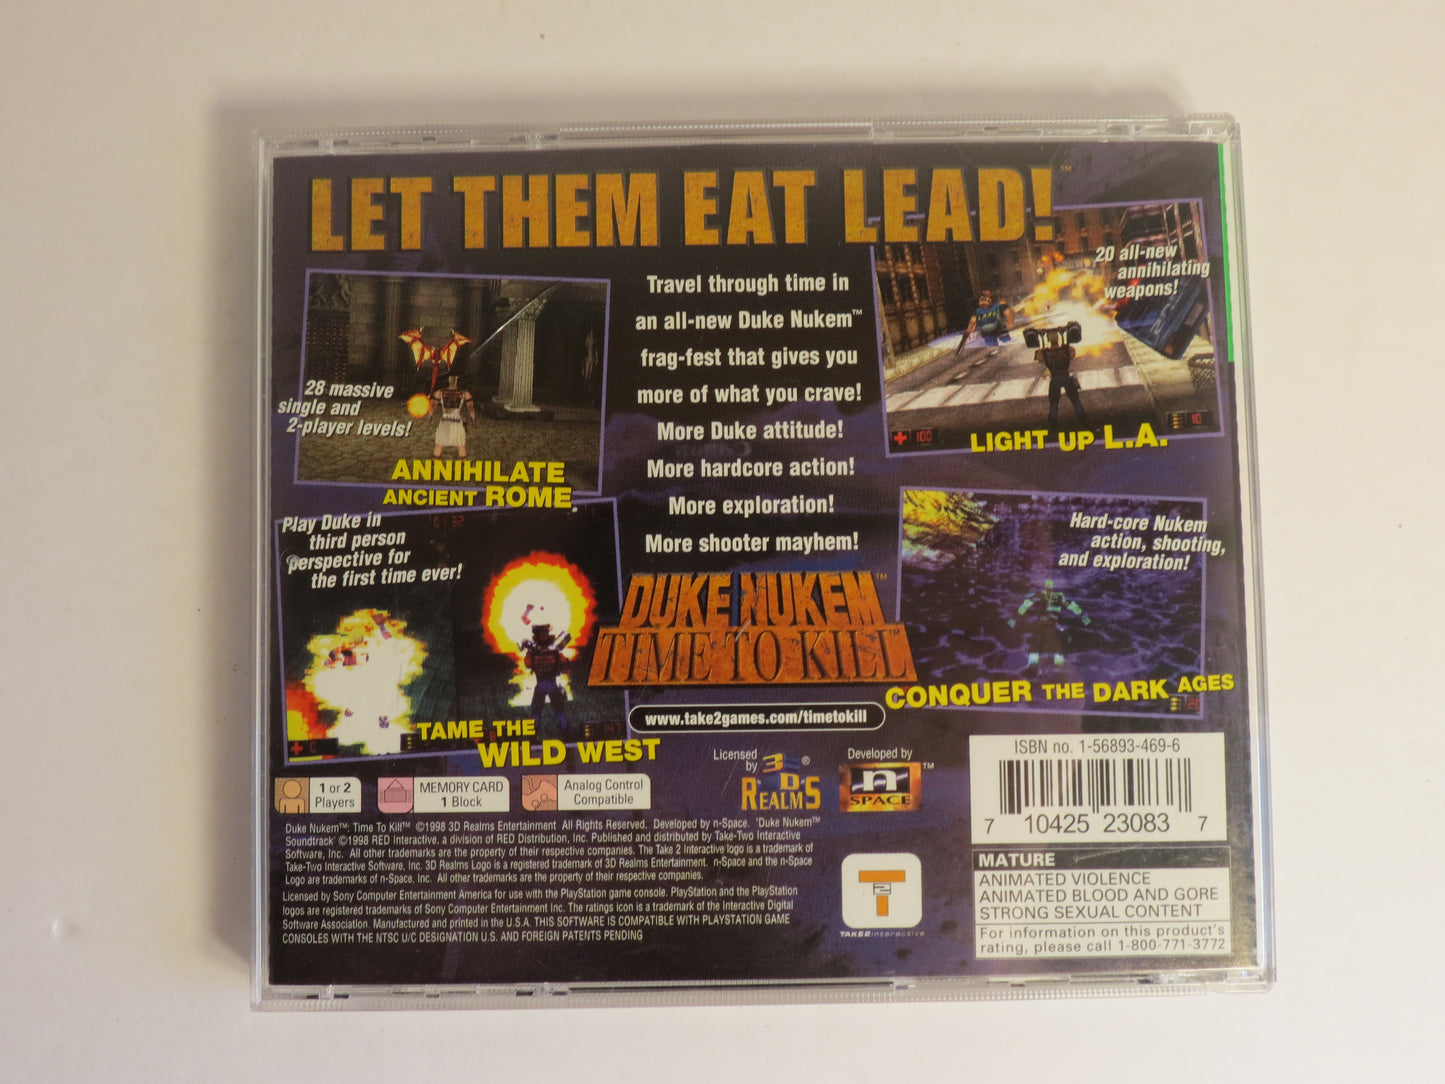 LET THEM EAT LEAD!™
Travel through time in
an all-new Duke Nukem™
frag-fest that gives you
more of what you crave!
More Duke attitude!
More hardcore action!
More exploration!
More shooter mayhem!
28 massive
single and
2-player levels!
ANNIHILATE
ANCIENT ROME
20 all-new
annihilating
weapons!
100
10
LIGHT UP L.A.
Play Duke in
third person
perspective for
the first time ever!
TAME THE
WILD WEST
Hard-core Nukem
action, shooting,
and exploration!
CONQUER THE DARK AGES
DUKE NUKEM™
TIME TO KILL™
www.take2games.com/timetokill
1 or 2
Players
MEMORY CARD
1 Block
Analog Control
Compatible
Licensed
by
3D®
REALMS
Developed by
n™
SPACE
Duke Nukem™: Time To Kill™ ©1998 3D Realms Entertainment All Rights Reserved. Developed by n-Space. "Duke Nukem™
Soundtrack" ©1998 RED Interactive, a division of RED Distribution, Inc. Published and distributed by Take-Two Interactive
Software, Inc. All other trademarks are the property of their respective companies. The Take 2 Interactive logo is a trademark of
Take-Two Interactive Software, Inc. 3D Realms Logo is a registered trademark of 3D Realms Entertainment. n-Space and the n-Space
Logo are trademarks of n-Space, Inc. All other trademarks are the property of their respective companies.
Licensed by Sony Computer Entertainment America for use with the PlayStation game console. PlayStation and the PlayStation
logos are registered trademarks of Sony Computer Entertainment Inc. The ratings icon is a trademark of the Interactive Digital
Software Association. Manufactured and printed in the U.S.A. THIS SOFTWARE IS COMPATIBLE WITH PLAYSTATION GAME
CONSOLES WITH THE NTSC U/C DESIGNATION U.S. AND FOREIGN PATENTS PENDING
T2
TAKE2interactive
ISBN no. 1-56893-469-6
7 10425 23083 7
MATURE
ANIMATED VIOLENCE
ANIMATED BLOOD AND GORE
STRONG SEXUAL CONTENT
For information on this product's
rating, please call 1-800-771-3772